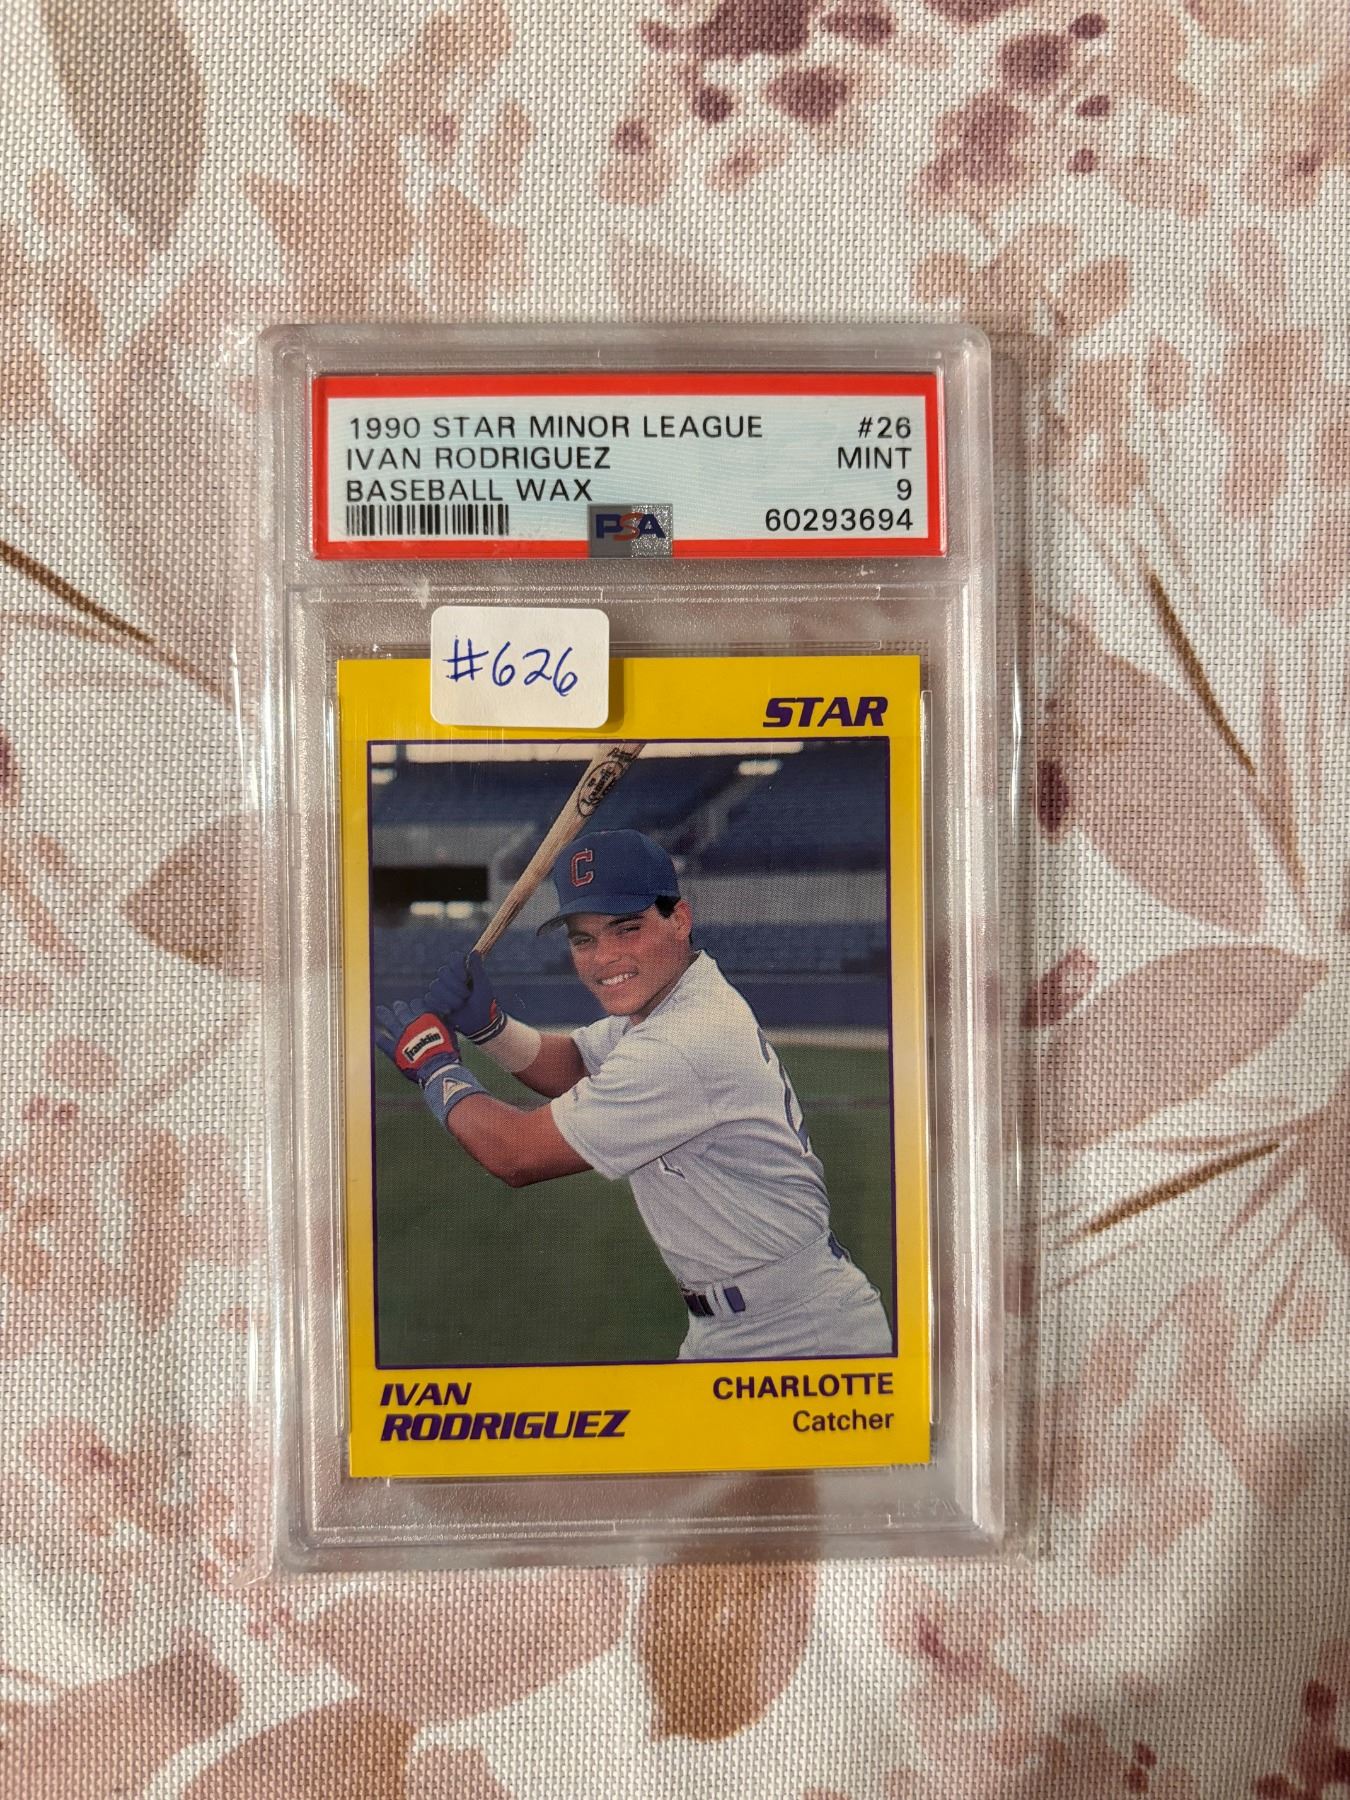 1990 STAR MINOR LEAGUE #26
IVAN RODRIGUEZ MINT
BASEBALL WAX 9
PSA 60293694
#626
STAR
C
Franklin
IVAN
RODRIGUEZ
CHARLOTTE
Catcher